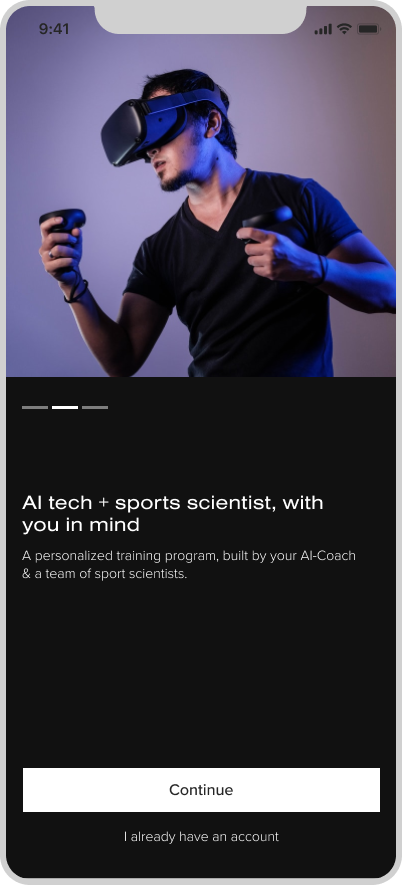 9:41
AI tech + sports scientist, with
you in mind
A personalized training program, built by your AI-Coach
& a team of sport scientists.
Continue
I already have an account